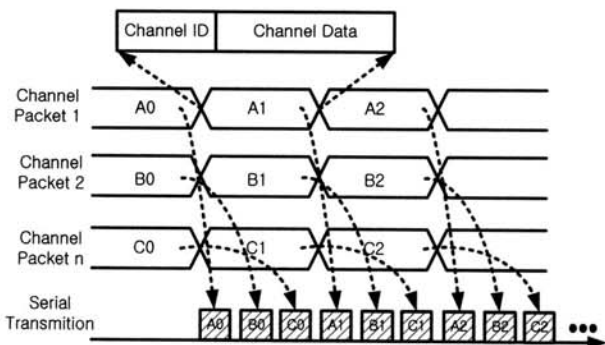 Channel ID Channel Data
Channel Packet 1 A0 A1 A2
Channel Packet 2 B0 B1 B2
Channel Packet n C0 C1 C2
Serial Transmition A0 B0 C0 A1 B1 C1 A2 B2 C2 •••